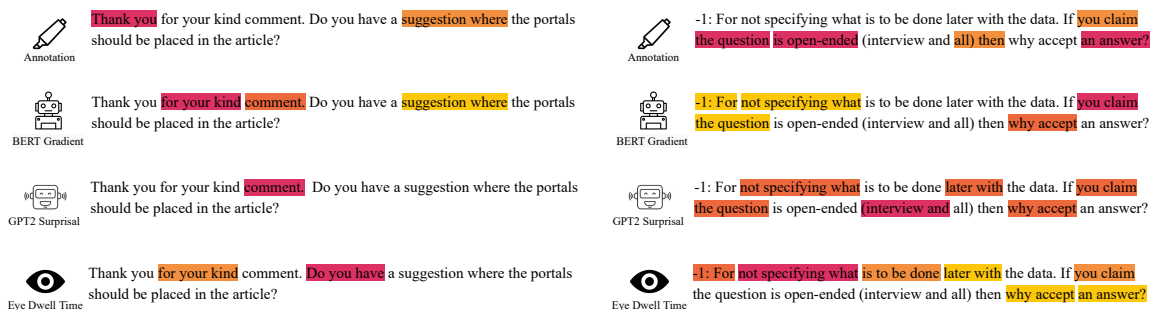 Thank you for your kind comment. Do you have a suggestion where the portals
should be placed in the article?
Annotation
Thank you for your kind comment. Do you have a suggestion where the portals
should be placed in the article?
BERT Gradient
Thank you for your kind comment. Do you have a suggestion where the portals
should be placed in the article?
GPT2 Surprisal
Thank you for your kind comment. Do you have a suggestion where the portals
should be placed in the article?
Eye Dwell Time
-1: For not specifying what is to be done later with the data. If you claim
the question is open-ended (interview and all) then why accept an answer?
Annotation
-1: For not specifying what is to be done later with the data. If you claim
the question is open-ended (interview and all) then why accept an answer?
BERT Gradient
-1: For not specifying what is to be done later with the data. If you claim
the question is open-ended (interview and all) then why accept an answer?
GPT2 Surprisal
-1: For not specifying what is to be done later with the data. If you claim
the question is open-ended (interview and all) then why accept an answer?
Eye Dwell Time